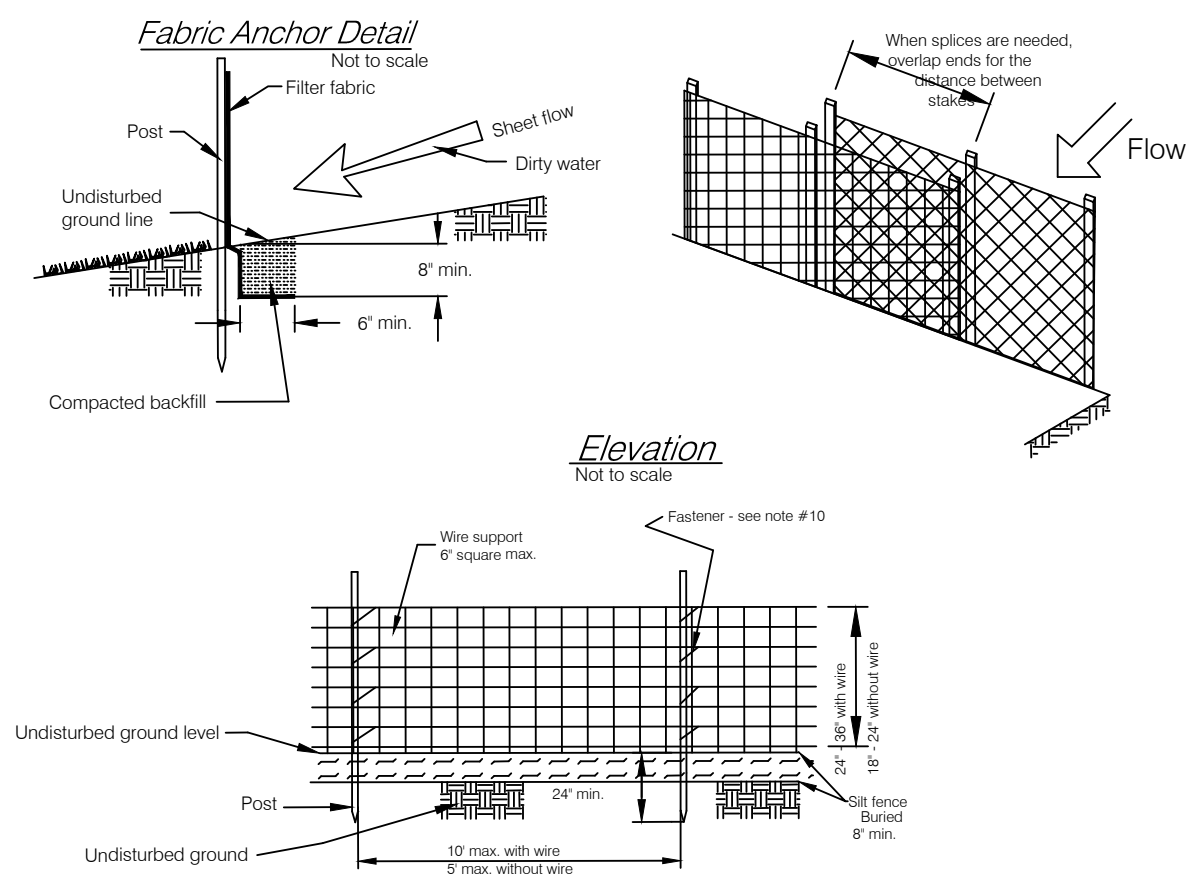 Fabric Anchor Detail
Not to scale
Filter fabric
Post
Sheet flow
Dirty water
Undisturbed
ground line
8" min.
6" min.
Compacted backfill
When splices are needed,
overlap ends for the
distance between
stakes
Flow
Elevation
Not to scale
Fastener - see note #10
Wire support
6" square max.
24" - 36" with wire
18" - 24" without wire
Undisturbed ground level
Post
24" min.
Silt fence
Buried
8" min.
Undisturbed ground
10' max. with wire
5' max. without wire